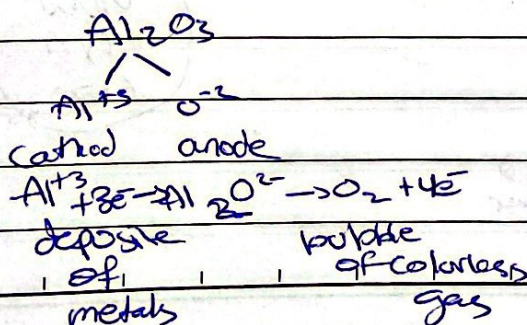 Al2O3
Al+3 O-2
cathod anode
Al+3 +3e-→Al 2O2- →O2 +4e-
deposite bubble
of of colorless
metals gas